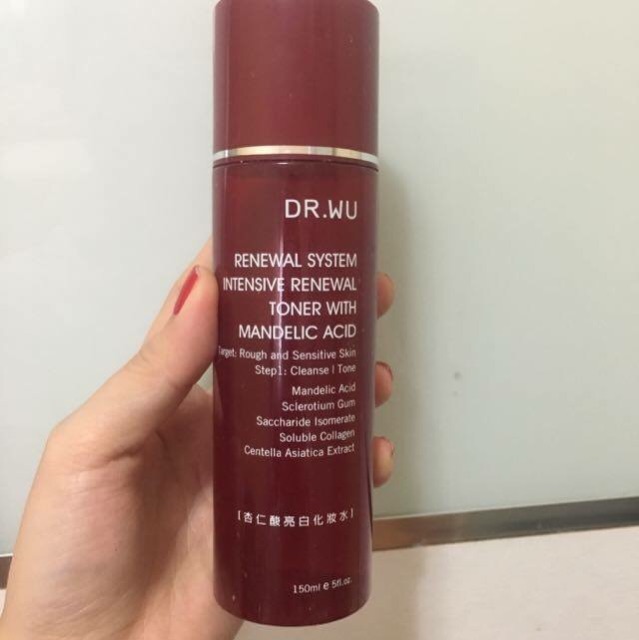 DR.WU
RENEWAL SYSTEM
INTENSIVE RENEWAL
TONER WITH
MANDELIC ACID
Target: Rough and Sensitive Skin
Step1: Cleanse | Tone
Mandelic Acid
Sclerotium Gum
Saccharide Isomerate
Soluble Collagen
Centella Asiatica Extract
[杏仁酸亮白化妝水]
150ml e 5fl.oz.